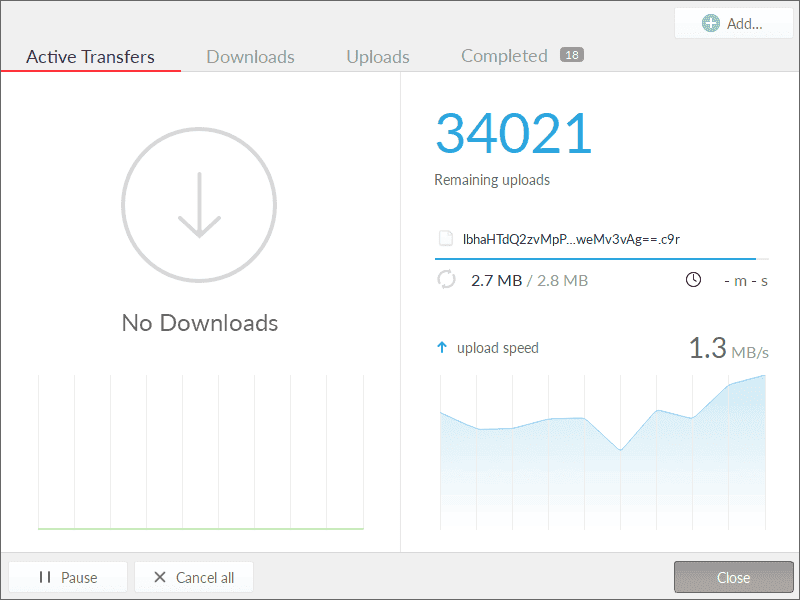 Add...
Active Transfers Downloads Uploads Completed 18
34021
Remaining uploads
lbhaHTdQ2zvMpP...weMv3vAg==.c9r
2.7 MB / 2.8 MB - m - s
No Downloads
upload speed 1.3 MB/s
Pause Cancel all Close